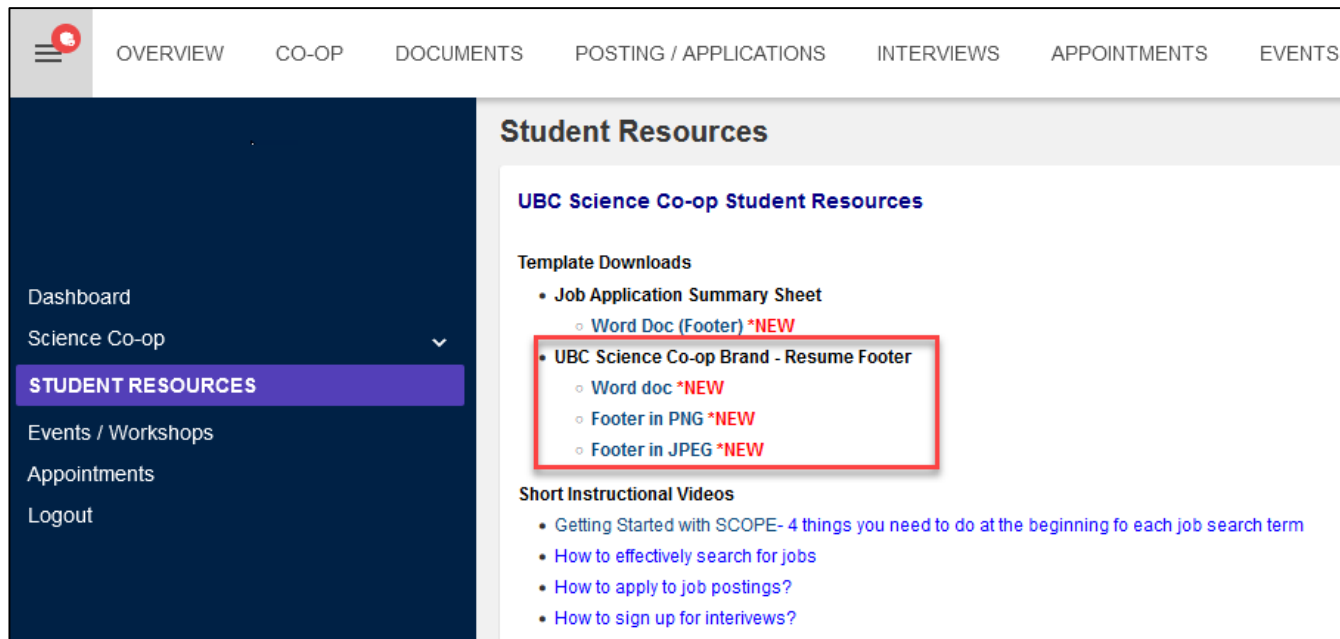 OVERVIEW CO-OP DOCUMENTS POSTING / APPLICATIONS INTERVIEWS APPOINTMENTS EVENTS
Dashboard
Science Co-op
STUDENT RESOURCES
Events / Workshops
Appointments
Logout
Student Resources
UBC Science Co-op Student Resources
Template Downloads
• Job Application Summary Sheet
◦ Word Doc (Footer) *NEW
• UBC Science Co-op Brand - Resume Footer
◦ Word doc *NEW
◦ Footer in PNG *NEW
◦ Footer in JPEG *NEW
Short Instructional Videos
• Getting Started with SCOPE- 4 things you need to do at the beginning fo each job search term
• How to effectively search for jobs
• How to apply to job postings?
• How to sign up for interivews?